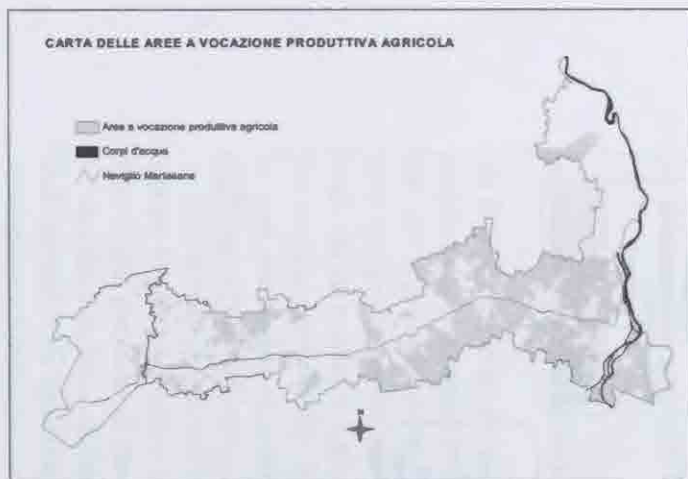 CARTA DELLE AREE A VOCAZIONE PRODUTTIVA AGRICOLA
Aree a vocazione produttiva agricola
Corpi d'acqua
Naviglio Martesana
N